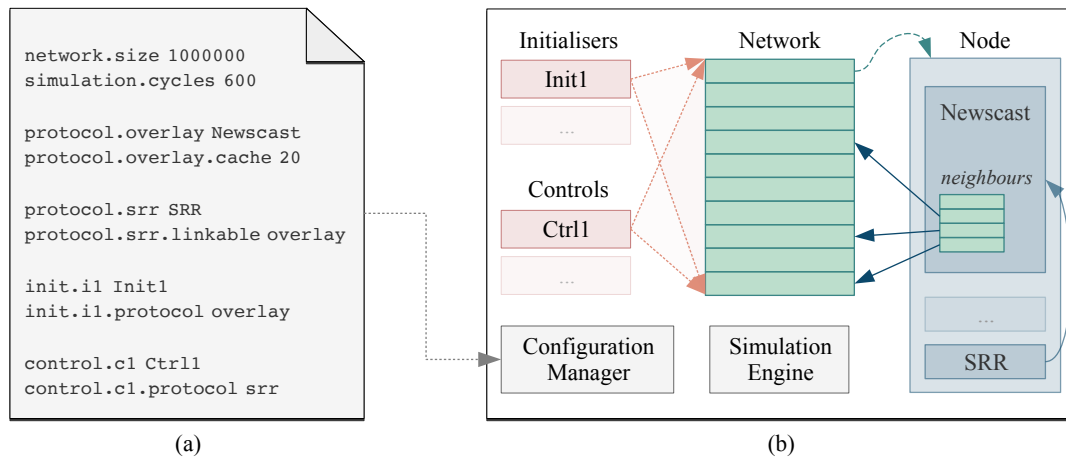 network.size 1000000
simulation.cycles 600
protocol.overlay Newscast
protocol.overlay.cache 20
protocol.srr SRR
protocol.srr.linkable overlay
init.i1 Init1
init.i1.protocol overlay
control.c1 Ctrl1
control.c1.protocol srr
(a)
Initialisers
Init1
...
Controls
Ctrl1
...
Configuration
Manager
Network
Simulation
Engine
Node
Newscast
neighbours
...
SRR
(b)